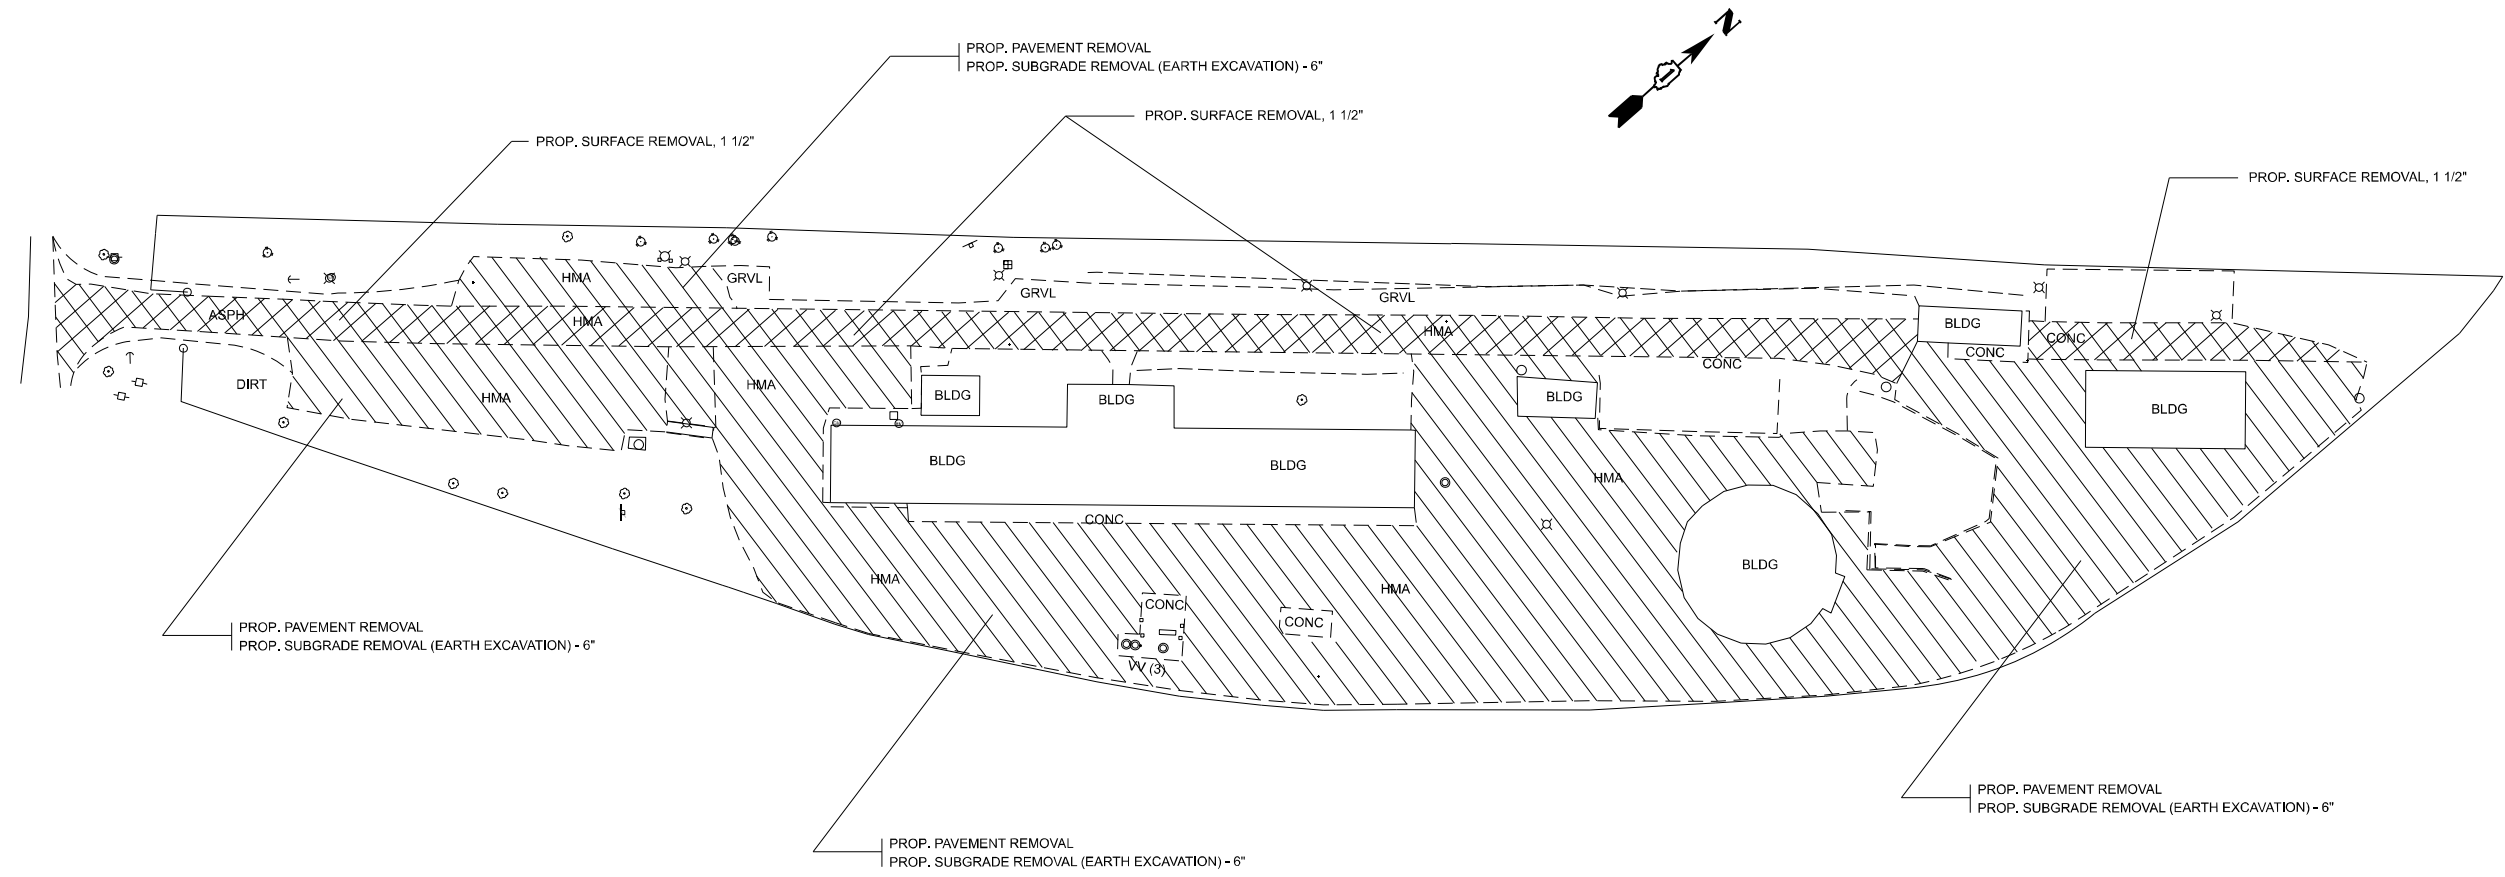 N
PROP. PAVEMENT REMOVAL
PROP. SUBGRADE REMOVAL (EARTH EXCAVATION) - 6"
PROP. SURFACE REMOVAL, 1 1/2"
PROP. SURFACE REMOVAL, 1 1/2"
PROP. SURFACE REMOVAL, 1 1/2"
HMA
GRVL
GRVL
GRVL
ASPH
HMA
HMA
BLDG
CONC
CONC
CONC
DIRT
HMA
HMA
BLDG
BLDG
BLDG
BLDG
BLDG
BLDG
HMA
CONC
BLDG
HMA
HMA
CONC
CONC
VV (3)
PROP. PAVEMENT REMOVAL
PROP. SUBGRADE REMOVAL (EARTH EXCAVATION) - 6"
PROP. PAVEMENT REMOVAL
PROP. SUBGRADE REMOVAL (EARTH EXCAVATION) - 6"
PROP. PAVEMENT REMOVAL
PROP. SUBGRADE REMOVAL (EARTH EXCAVATION) - 6"